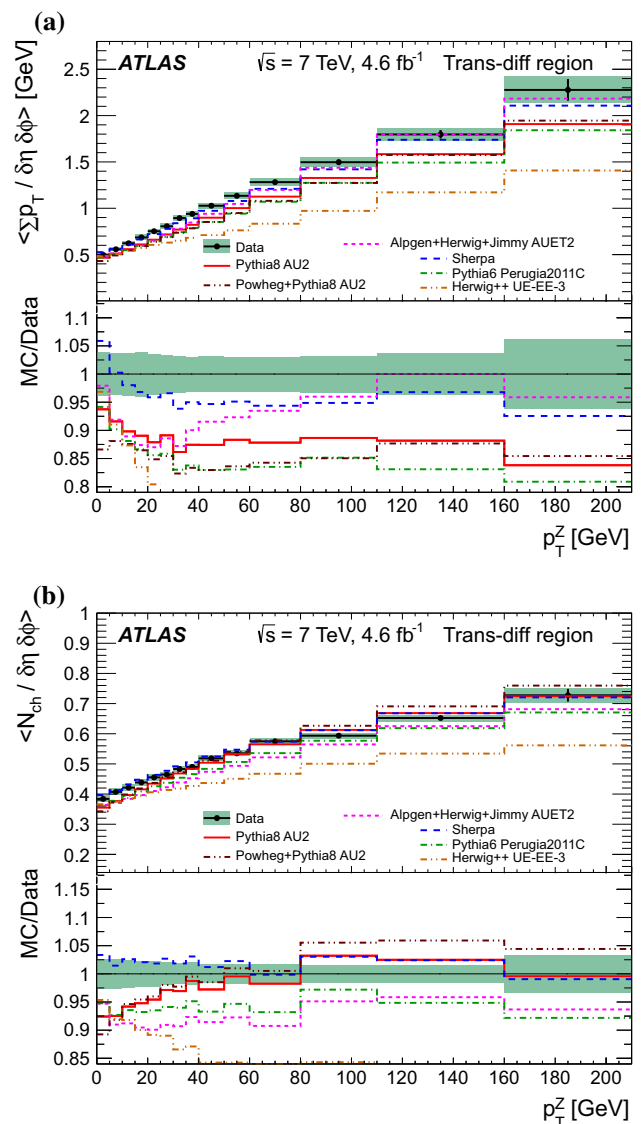 (a)
ATLAS √s = 7 TeV, 4.6 fb⁻¹ Trans-diff region
<∑p_T / δη δφ> [GeV]
2.5
2
1.5
1
0.5
Data
Pythia8 AU2
Powheg+Pythia8 AU2
Alpgen+Herwig+Jimmy AUET2
Sherpa
Pythia6 Perugia2011C
Herwig++ UE-EE-3
MC/Data
1.1
1.05
1
0.95
0.9
0.85
0.8
0 20 40 60 80 100 120 140 160 180 200
p_T^Z [GeV]
(b)
ATLAS √s = 7 TeV, 4.6 fb⁻¹ Trans-diff region
<N_ch / δη δφ>
1
0.9
0.8
0.7
0.6
0.5
0.4
0.3
0.2
Data
Pythia8 AU2
Powheg+Pythia8 AU2
Alpgen+Herwig+Jimmy AUET2
Sherpa
Pythia6 Perugia2011C
Herwig++ UE-EE-3
MC/Data
1.15
1.1
1.05
1
0.95
0.9
0.85
0 20 40 60 80 100 120 140 160 180 200
p_T^Z [GeV]